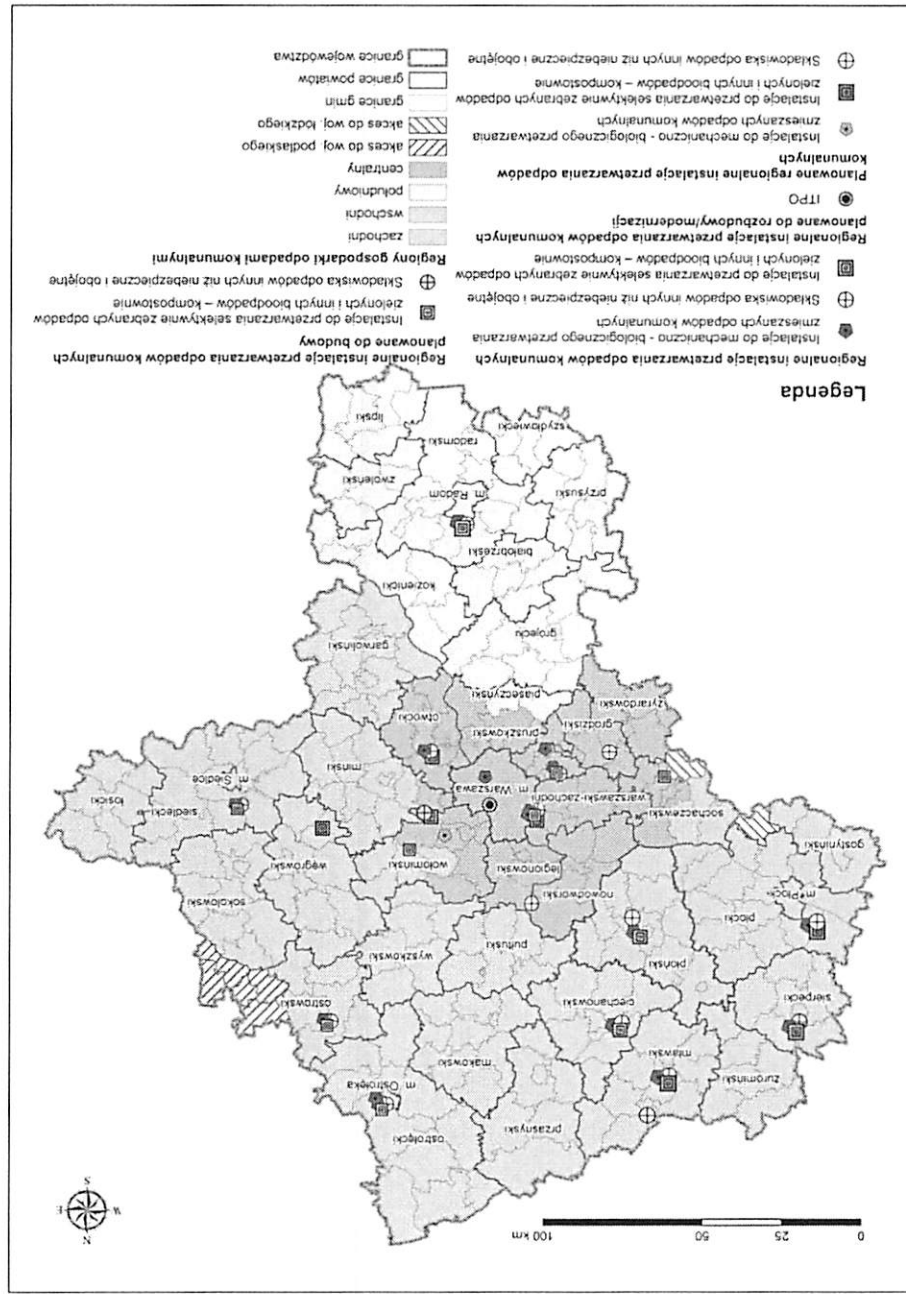 0 25 50 100 km
N
W E
S
ostrołęcki
m. Ostrołęka
przasnyski
żuromiński
mławski
makowski
ostrowski
sierpecki
ciechanowski
wyszkowski
pułtuski
płoński
płocki
m. Płock
sokołowski
węgrowski
nowodworski
legionowski
wołomiński
gostyniński
sochaczewski
warszawski-zachodni
m. Warszawa
miński
siedlecki
m. Siedlce
łosicki
żyrardowski
grodziski
pruszkowski
otwocki
piaseczyński
garwoliński
grójecki
kozienicki
białobrzeski
przysuski
m. Radom
zwoleński
radomski
szydłowiecki
lipski
Legenda
Regionalne instalacje przetwarzania odpadów komunalnych
Instalacje do mechaniczno - biologicznego przetwarzania
zmieszanych odpadów komunalnych
Składowiska odpadów innych niż niebezpieczne i obojętne
Instalacje do przetwarzania selektywnie zebranych odpadów
zielonych i innych bioodpadów – kompostownie
Regionalne instalacje przetwarzania odpadów komunalnych
planowane do rozbudowy/modernizacji
ITPO
Planowane regionalne instalacje przetwarzania odpadów
komunalnych
Instalacje do mechaniczno - biologicznego przetwarzania
zmieszanych odpadów komunalnych
Instalacje do przetwarzania selektywnie zebranych odpadów
zielonych i innych bioodpadów – kompostownie
Składowiska odpadów innych niż niebezpieczne i obojętne
Regionalne instalacje przetwarzania odpadów komunalnych
planowane do budowy
Instalacje do przetwarzania selektywnie zebranych odpadów
zielonych i innych bioodpadów – kompostownie
Składowiska odpadów innych niż niebezpieczne i obojętne
Regiony gospodarki odpadami komunalnymi
zachodni
wschodni
południowy
centralny
akces do woj. podlaskiego
akces do woj. łódzkiego
granice gmin
granice powiatów
granice województwa